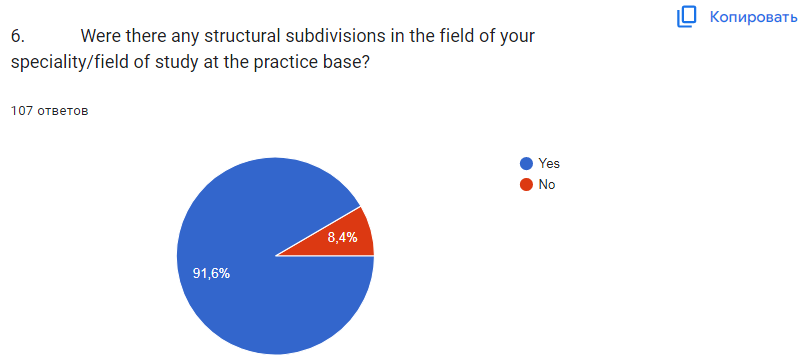 Копировать
6. Were there any structural subdivisions in the field of your
speciality/field of study at the practice base?
107 ответов
Yes
No
8,4%
91,6%